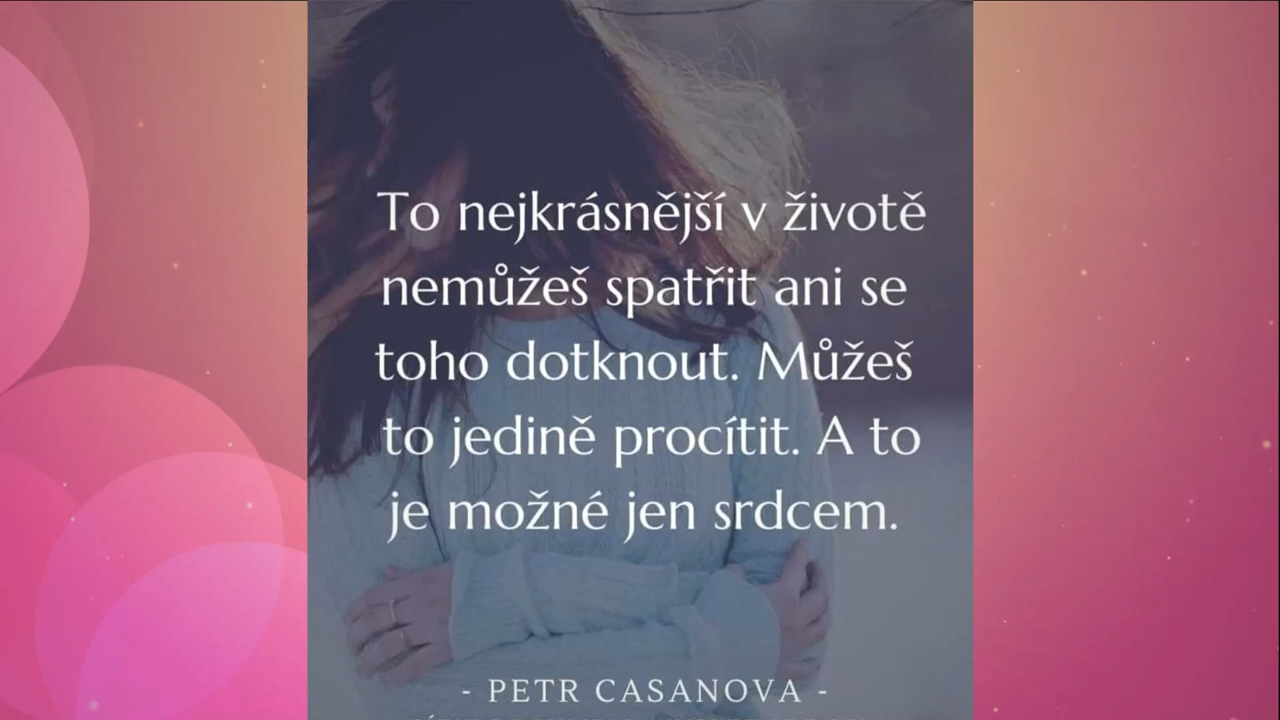 To nejkrásnější v životě
nemůžeš spatřit ani se
toho dotknout. Můžeš
to jedině procítit. A to
je možné jen srdcem.
- PETR CASANOVA -